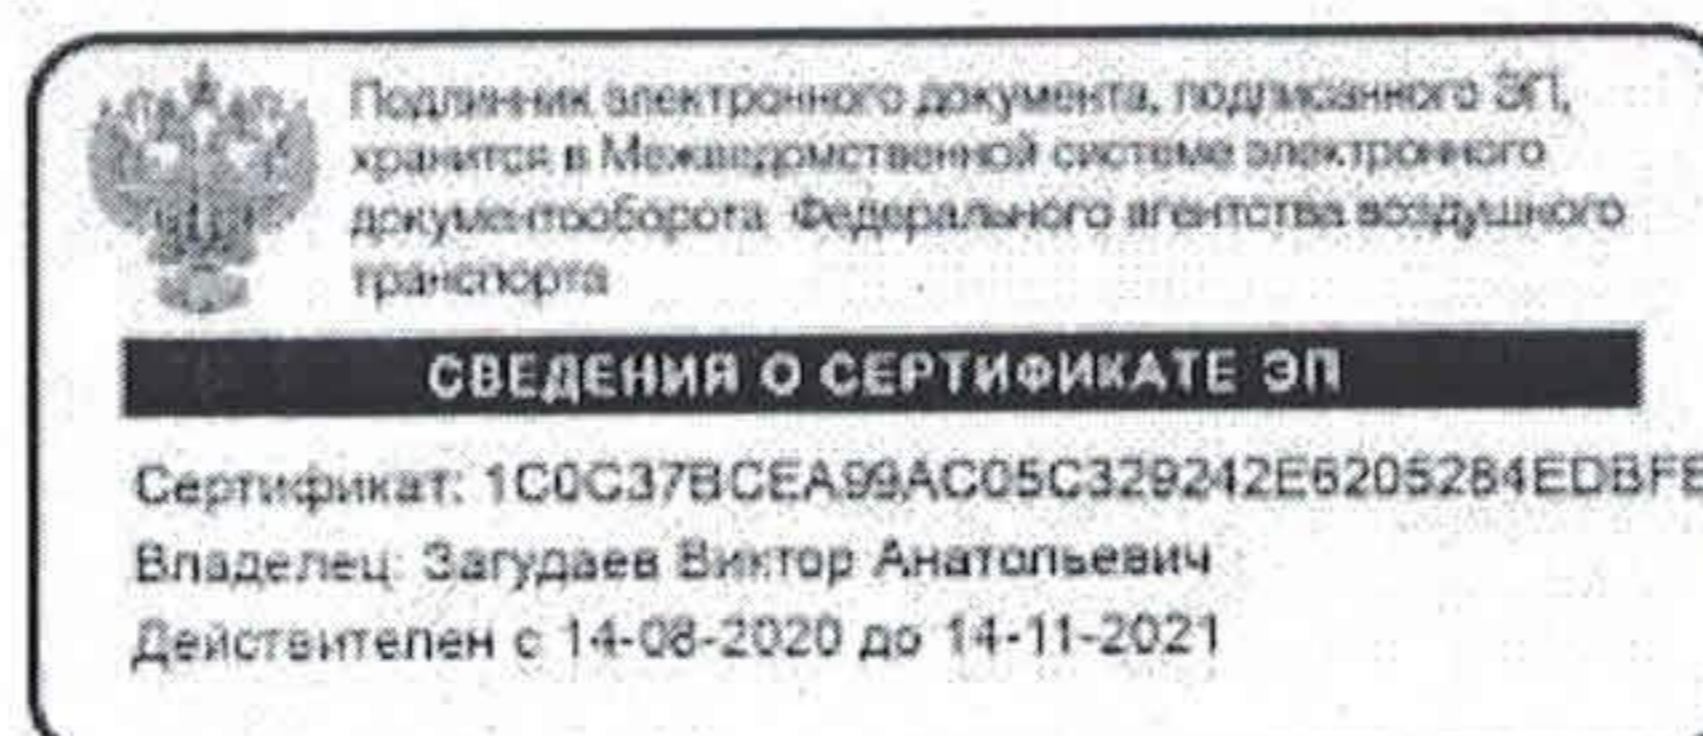 Подлинник электронного документа, подписанного ЭП,
хранится в Межведомственной системе электронного
документооборота Федерального агентства воздушного
транспорта
СВЕДЕНИЯ О СЕРТИФИКАТЕ ЭП
Сертификат: 1C0C37BCEA99AC05C329242E6205284EDBFE
Владелец: Загудаев Виктор Анатольевич
Действителен с 14-08-2020 до 14-11-2021